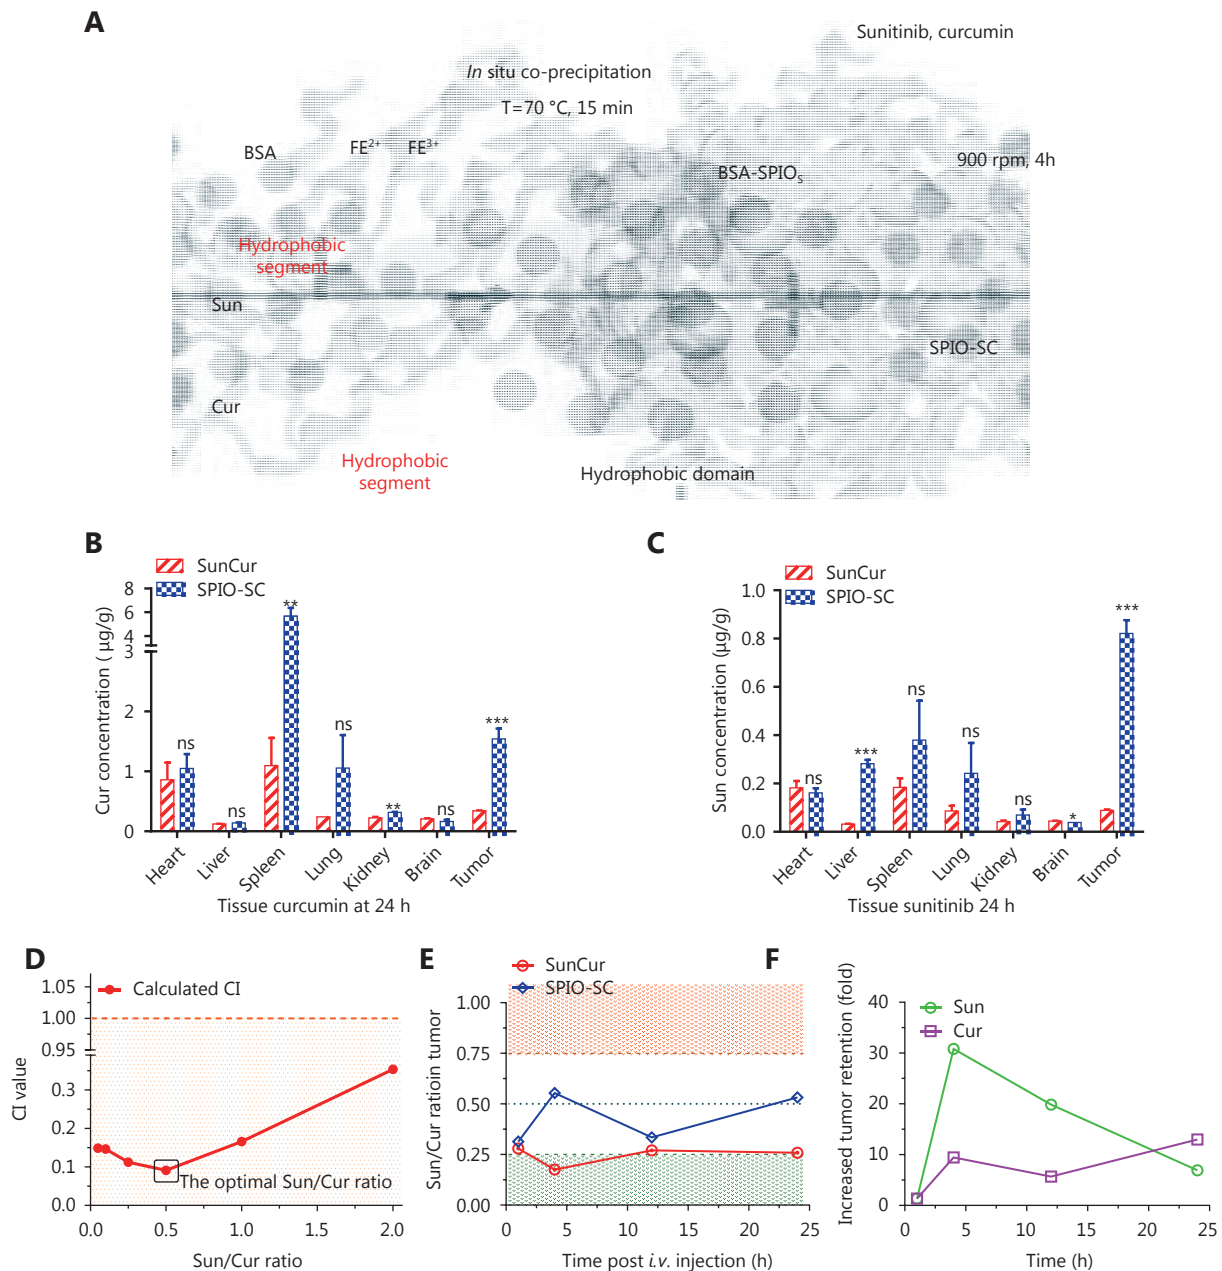 A
Sunitinib, curcumin
In situ co-precipitation
T=70 °C, 15 min
BSA
FE2+
FE3+
BSA-SPIOs
900 rpm, 4h
Hydrophobic
segment
Sun
SPIO-SC
Cur
Hydrophobic
segment
Hydrophobic domain
B
SunCur
SPIO-SC
Cur concentration ( μg/g)
8
6
4
3
2
1
0
ns
ns
**
ns
**
ns
***
Heart
Liver
Spleen
Lung
Kidney
Brain
Tumor
Tissue curcumin at 24 h
C
SunCur
SPIO-SC
Sun concentration (μg/g)
1.0
0.8
0.6
0.4
0.2
0.0
ns
***
ns
ns
ns
*
***
Heart
Liver
Spleen
Lung
Kidney
Brain
Tumor
Tissue sunitinib 24 h
D
Calculated CI
CI value
1.05
1.00
0.95
0.3
0.2
0.1
0.0
The optimal Sun/Cur ratio
0.0 0.5 1.0 1.5 2.0
Sun/Cur ratio
E
SunCur
SPIO-SC
Sun/Cur ratioin tumor
1.00
0.75
0.50
0.25
0.00
0 5 10 15 20 25
Time post i.v. injection (h)
F
Sun
Cur
Increased tumor retention (fold)
40
30
20
10
0
0 5 10 15 20 25
Time (h)